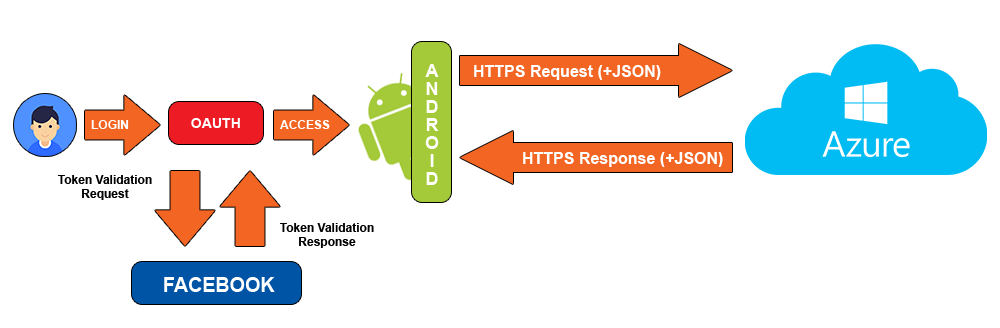 LOGIN
OAUTH
ACCESS
ANDROID
HTTPS Request (+JSON)
HTTPS Response (+JSON)
Azure
Token Validation
Request
Token Validation
Response
FACEBOOK